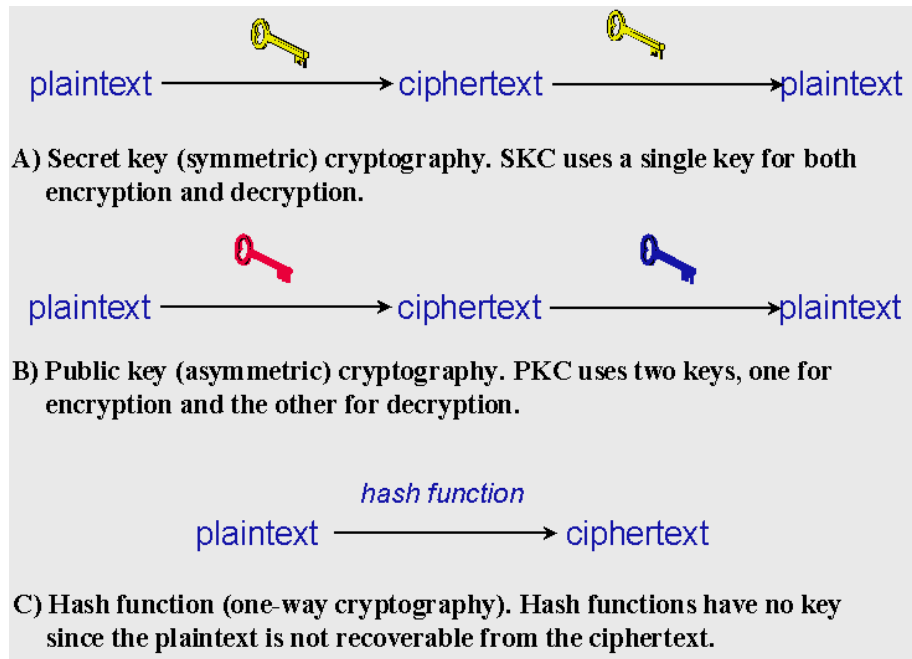 plaintext ciphertext plaintext
A) Secret key (symmetric) cryptography. SKC uses a single key for both
encryption and decryption.
plaintext ciphertext plaintext
B) Public key (asymmetric) cryptography. PKC uses two keys, one for
encryption and the other for decryption.
hash function
plaintext ciphertext
C) Hash function (one-way cryptography). Hash functions have no key
since the plaintext is not recoverable from the ciphertext.